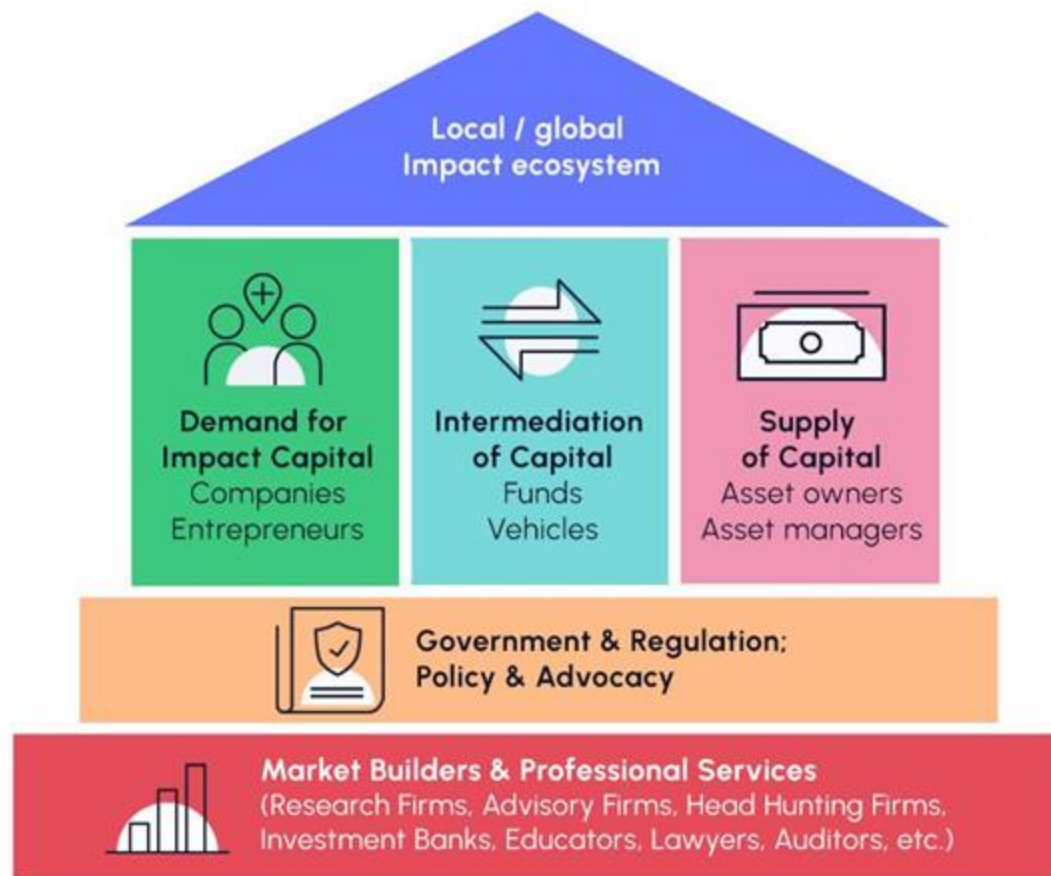 Local / global
Impact ecosystem
Demand for
Impact Capital
Companies
Entrepreneurs
Intermediation
of Capital
Funds
Vehicles
Supply
of Capital
Asset owners
Asset managers
Government & Regulation;
Policy & Advocacy
Market Builders & Professional Services
(Research Firms, Advisory Firms, Head Hunting Firms,
Investment Banks, Educators, Lawyers, Auditors, etc.)